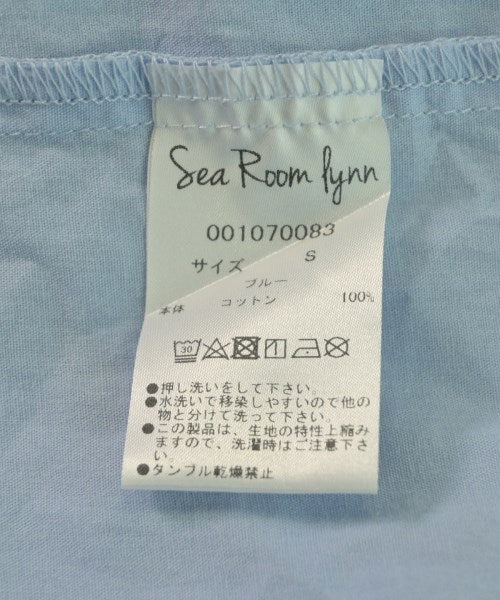 Sea Room lynn
001070083
サイズ S
ブルー
本体 コットン 100%
30
●押し洗いをして下さい。
●水洗いで移染しやすいので他の
物と分けて洗って下さい。
●この製品は、生地の特性上縮み
ますので、洗濯時はご注意下さ
い。
●タンブル乾燥禁止